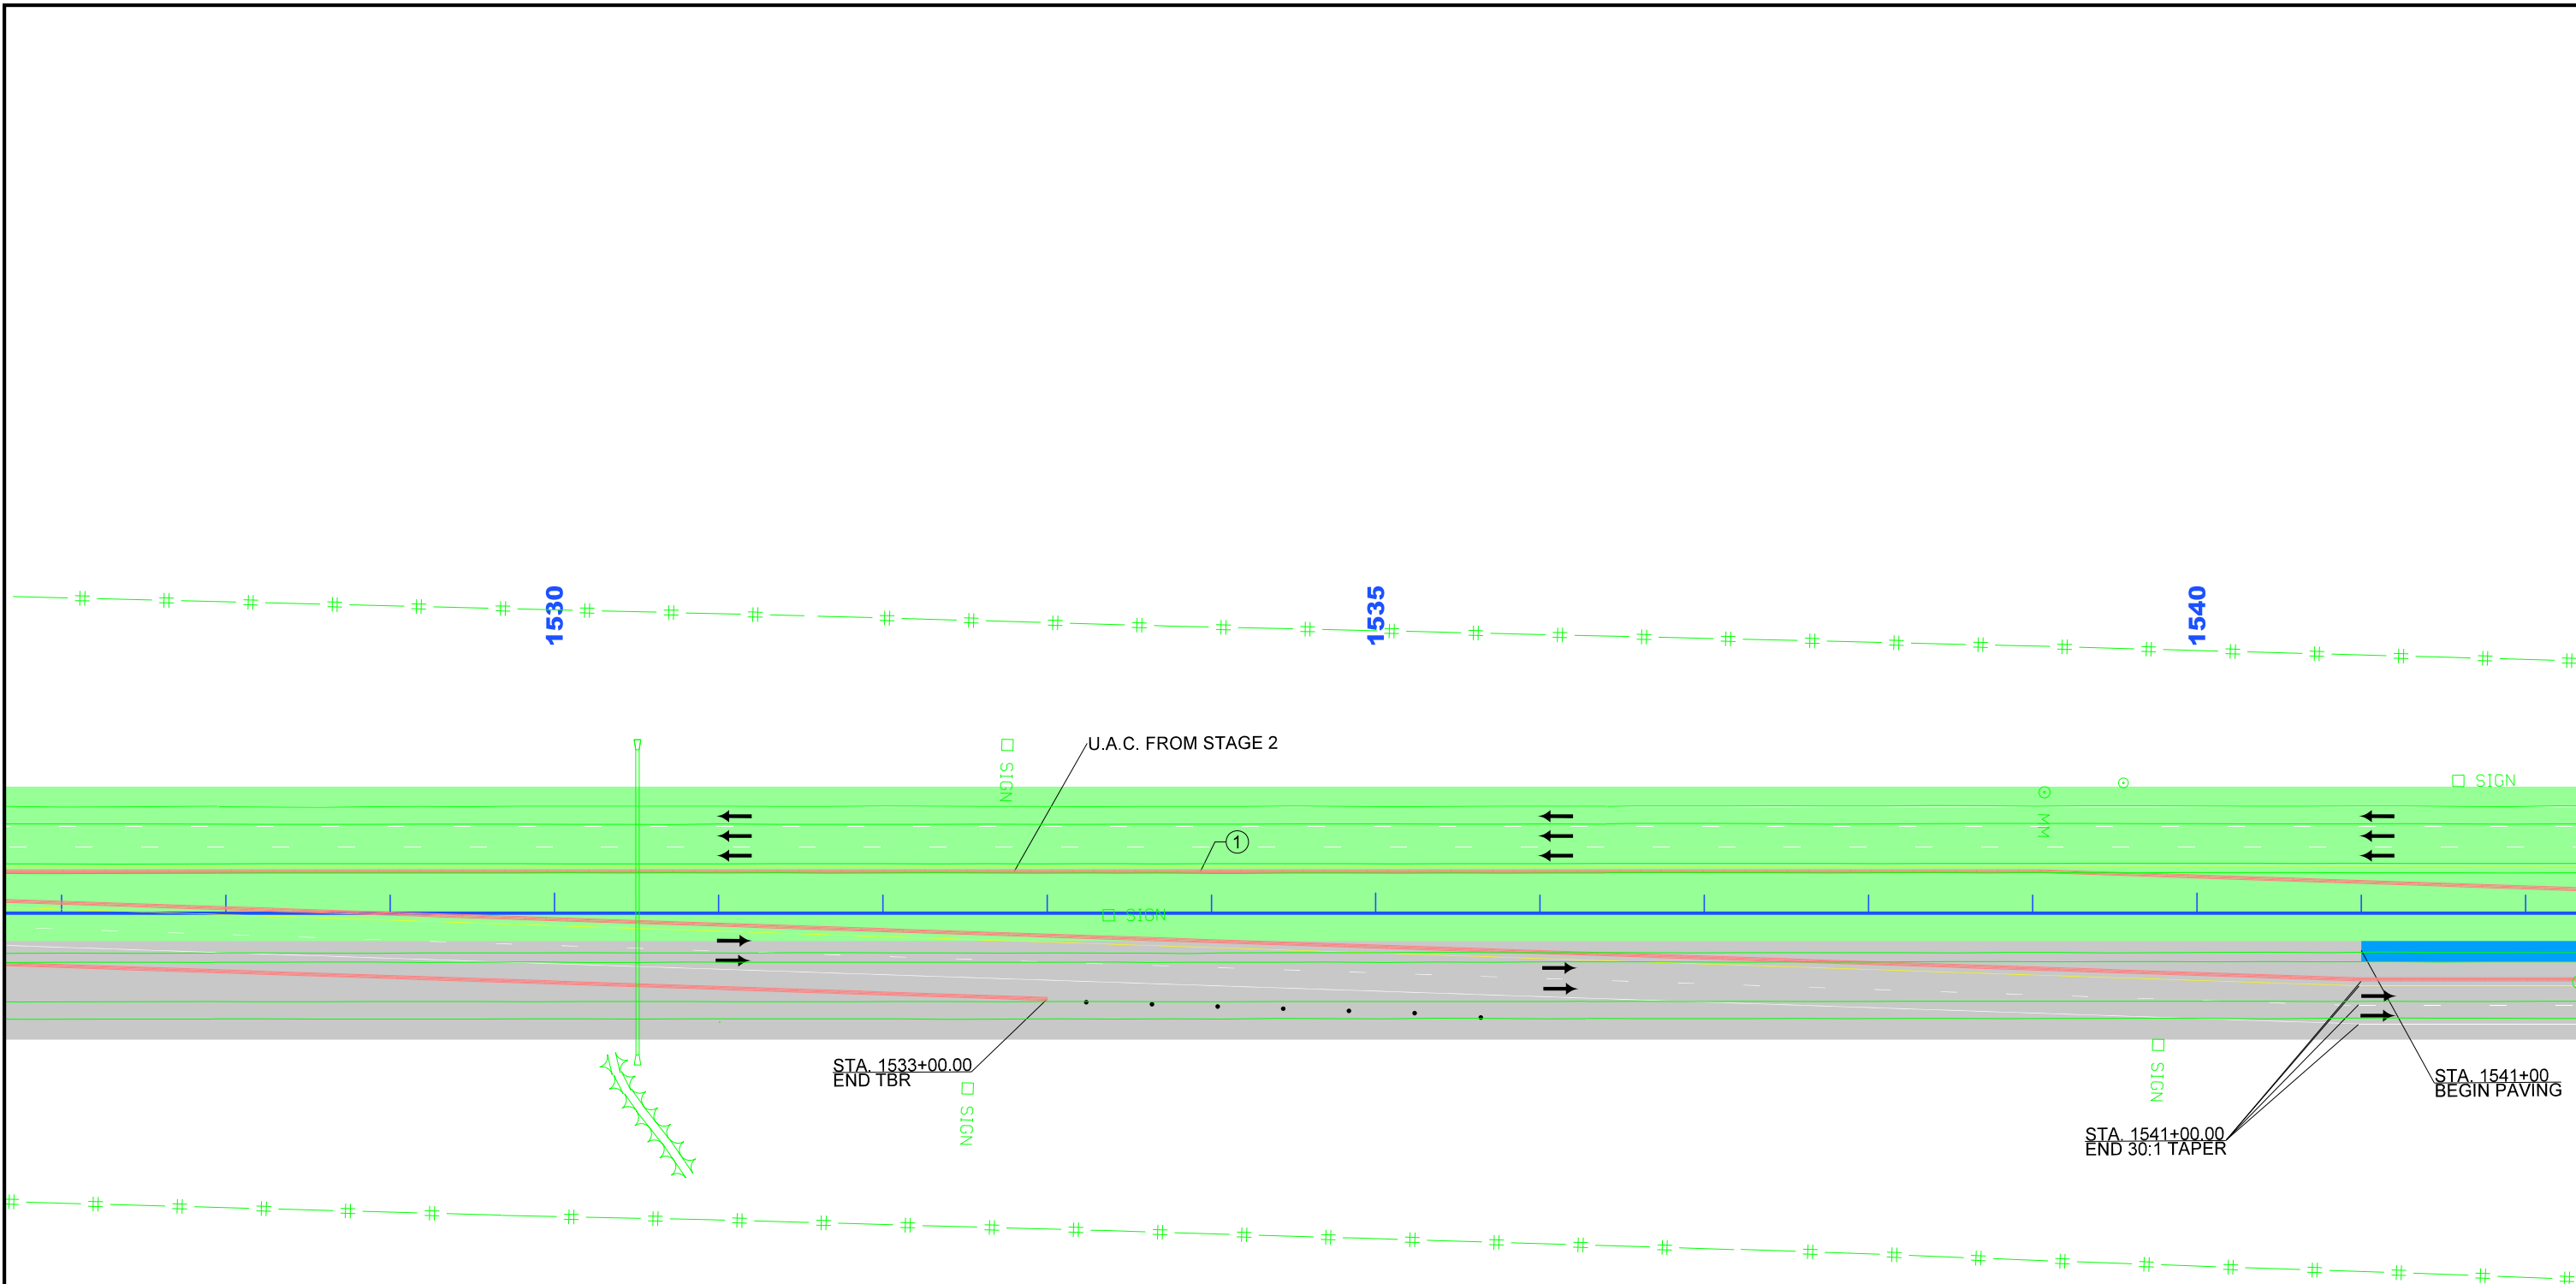 1530
1535
1540
U.A.C. FROM STAGE 2
SIGN
SIGN
MM
1
SIGN
STA. 1533+00.00
END TBR
SIGN
SIGN
STA. 1541+00
BEGIN PAVING
STA. 1541+00.00
END 30:1 TAPER